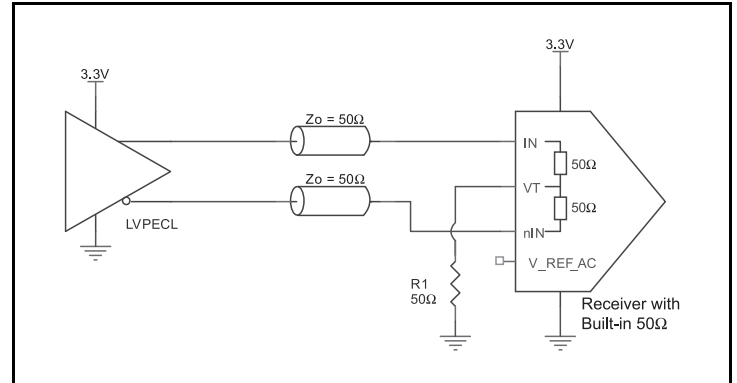 3.3V
3.3V
Zo = 50Ω
IN
50Ω
Zo = 50Ω
VT
50Ω
LVPECL
nIN
V_REF_AC
R1
50Ω
Receiver with
Built-in 50Ω